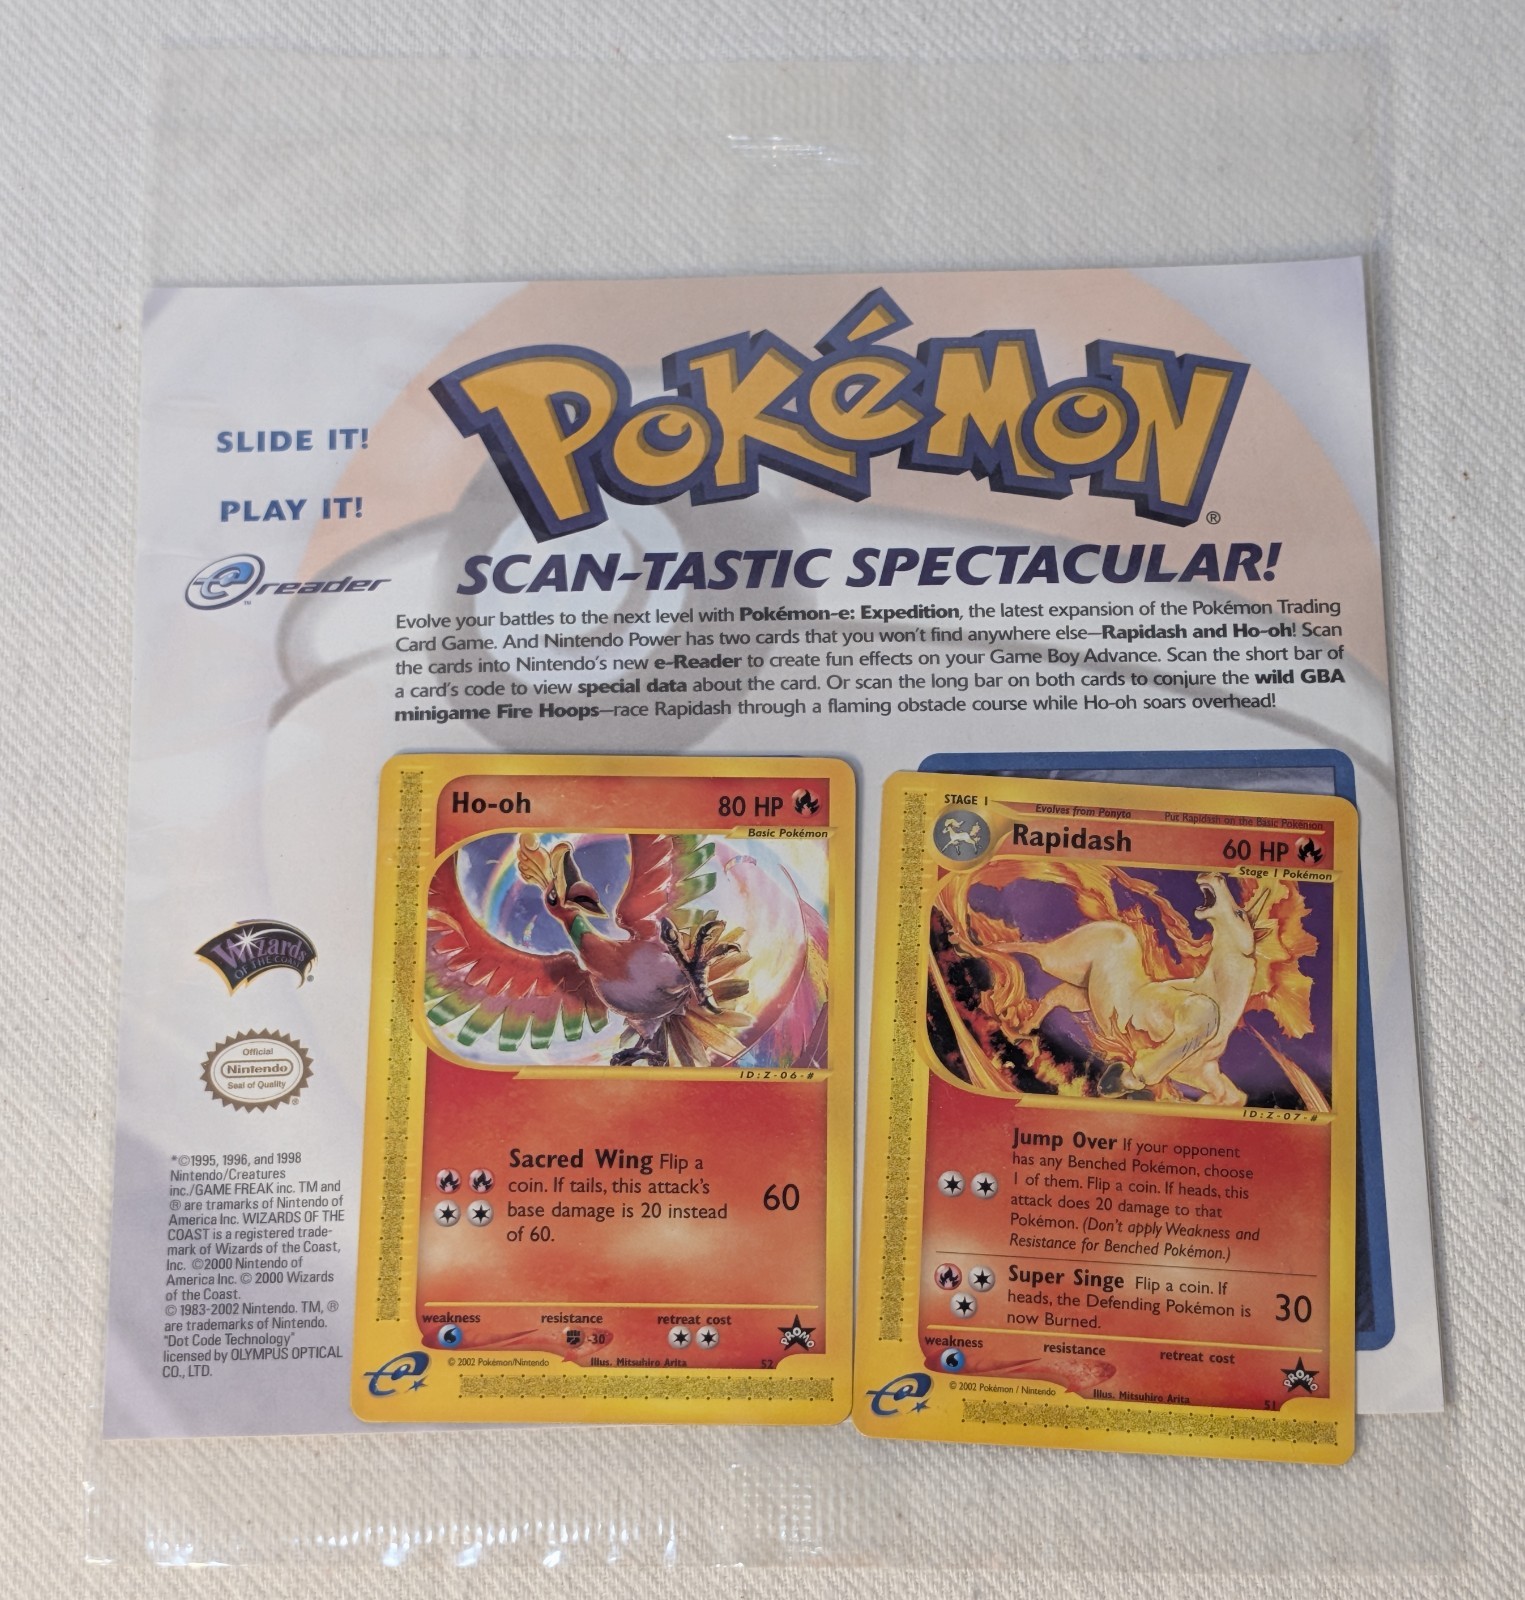 POKéMON ®
SLIDE IT!
PLAY IT!
e reader ™
SCAN-TASTIC SPECTACULAR!
Evolve your battles to the next level with Pokémon-e: Expedition, the latest expansion of the Pokémon Trading
Card Game. And Nintendo Power has two cards that you won't find anywhere else—Rapidash and Ho-oh! Scan
the cards into Nintendo's new e-Reader to create fun effects on your Game Boy Advance. Scan the short bar of
a card's code to view special data about the card. Or scan the long bar on both cards to conjure the wild GBA
minigame Fire Hoops—race Rapidash through a flaming obstacle course while Ho-oh soars overhead!
Wizards
OF THE COAST ®
Official
Nintendo
Seal of Quality ®
*©1995, 1996, and 1998
Nintendo/Creatures
inc./GAME FREAK inc. TM and
® are tramarks of Nintendo of
America Inc. WIZARDS OF THE
COAST is a registered trade-
mark of Wizards of the Coast,
Inc. ©2000 Nintendo of
America Inc. © 2000 Wizards
of the Coast.
© 1983-2002 Nintendo. TM, ®
are trademarks of Nintendo.
"Dot Code Technology"
licensed by OLYMPUS OPTICAL
CO., LTD.
Ho-oh 80 HP
Basic Pokémon
ID:Z-06-#
Sacred Wing Flip a
coin. If tails, this attack's
base damage is 20 instead
of 60.
60
weakness resistance retreat cost
-30
PROMO
© 2002 Pokémon/Nintendo Illus. Mitsuhiro Arita 52
e
STAGE 1 Evolves from Ponyta Put Rapidash on the Basic Pokémon
Rapidash 60 HP
Stage 1 Pokémon
ID:Z-07-#
Jump Over If your opponent
has any Benched Pokémon, choose
1 of them. Flip a coin. If heads, this
attack does 20 damage to that
Pokémon. (Don't apply Weakness and
Resistance for Benched Pokémon.)
Super Singe Flip a coin. If
heads, the Defending Pokémon is
now Burned.
30
weakness resistance retreat cost
PROMO
© 2002 Pokémon / Nintendo Illus. Mitsuhiro Arita 51
e